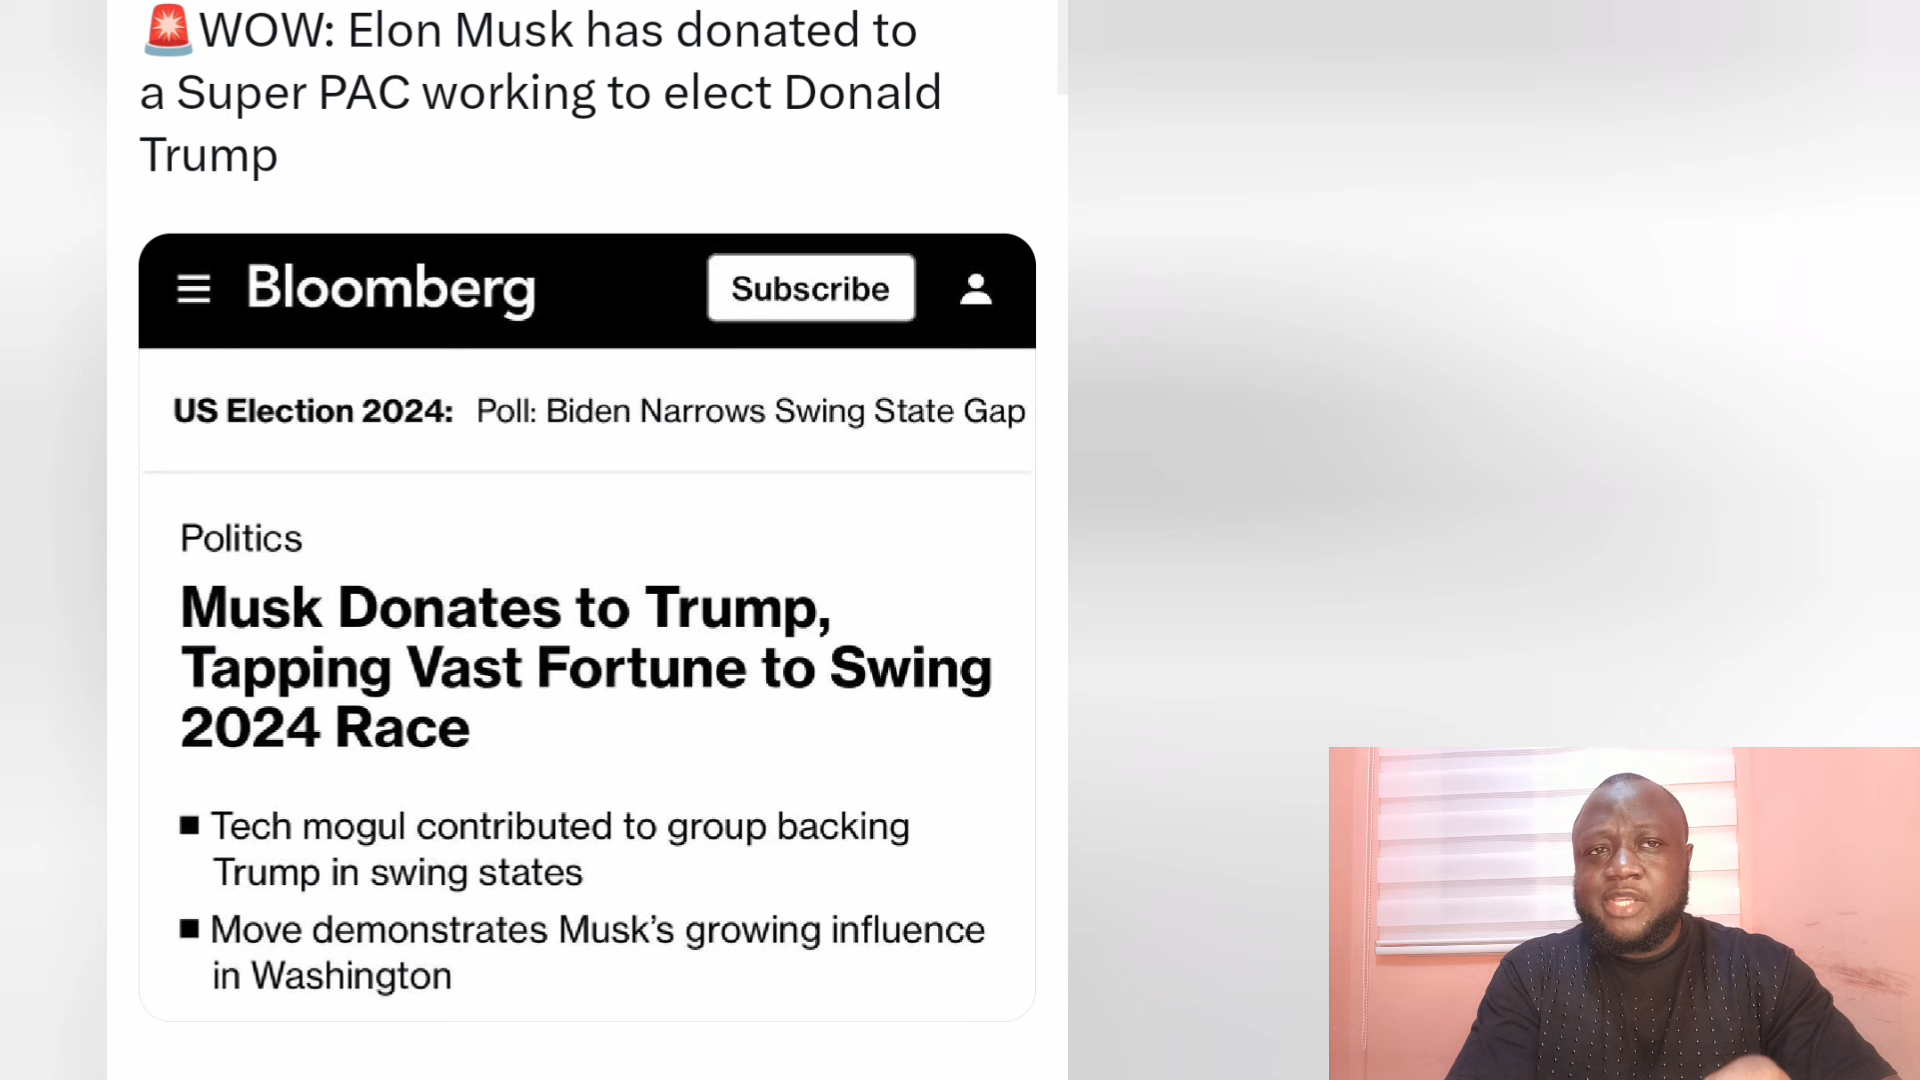 🚨WOW: Elon Musk has donated to
a Super PAC working to elect Donald
Trump
Bloomberg
Subscribe
US Election 2024: Poll: Biden Narrows Swing State Gap
Politics
Musk Donates to Trump,
Tapping Vast Fortune to Swing
2024 Race
■ Tech mogul contributed to group backing
Trump in swing states
■ Move demonstrates Musk’s growing influence
in Washington